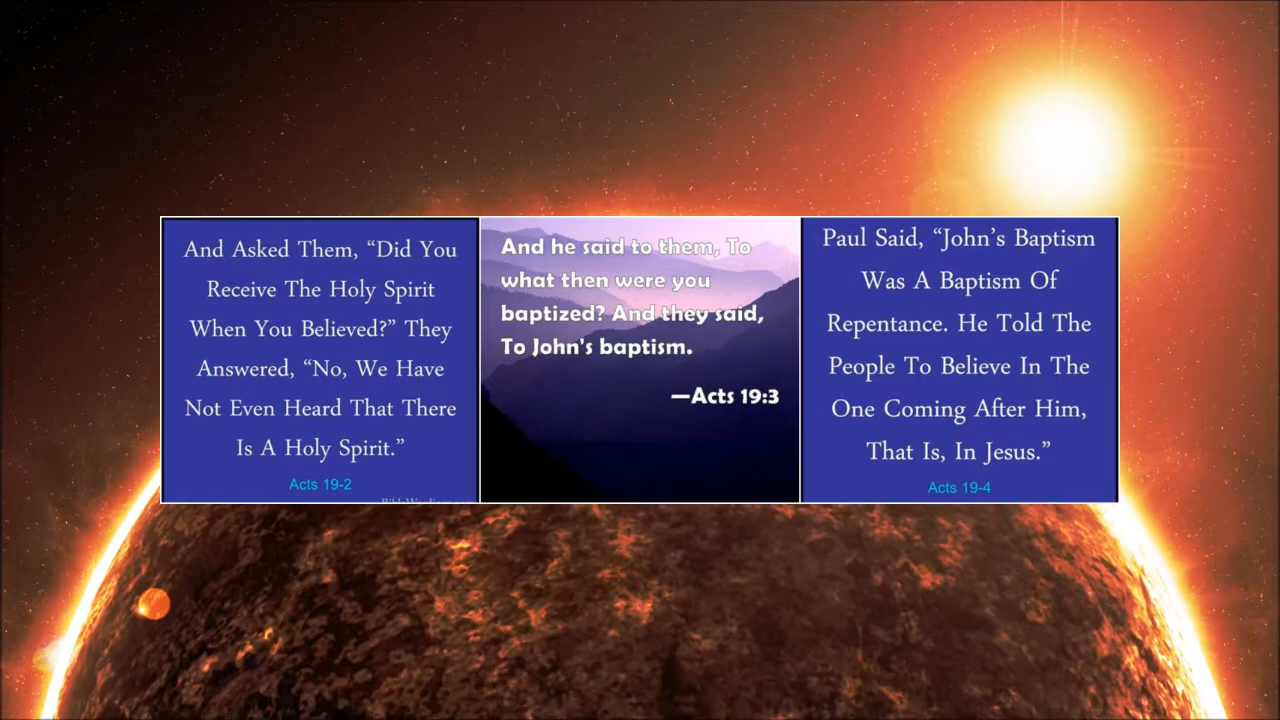 And Asked Them, “Did You
Receive The Holy Spirit
When You Believed?” They
Answered, “No, We Have
Not Even Heard That There
Is A Holy Spirit.”
Acts 19-2
And he said to them, To
what then were you
baptized? And they said,
To John's baptism.
—Acts 19:3
Paul Said, “John’s Baptism
Was A Baptism Of
Repentance. He Told The
People To Believe In The
One Coming After Him,
That Is, In Jesus.”
Acts 19-4